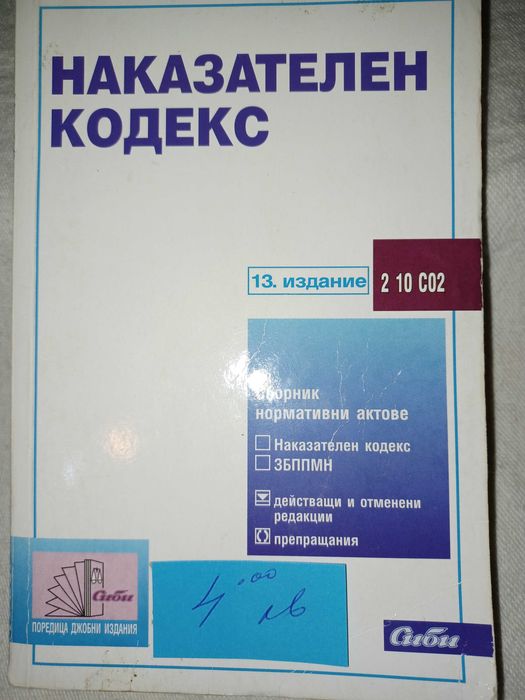 НАКАЗАТЕЛЕН
КОДЕКС
13. издание
2 10 CO2
сборник
нормативни актове
Наказателен кодекс
ЗБППМН
действащи и отменени
редакции
препращания
Сиби
ПОРЕДИЦА ДЖОБНИ ИЗДАНИЯ
4.00
лв
Сиби